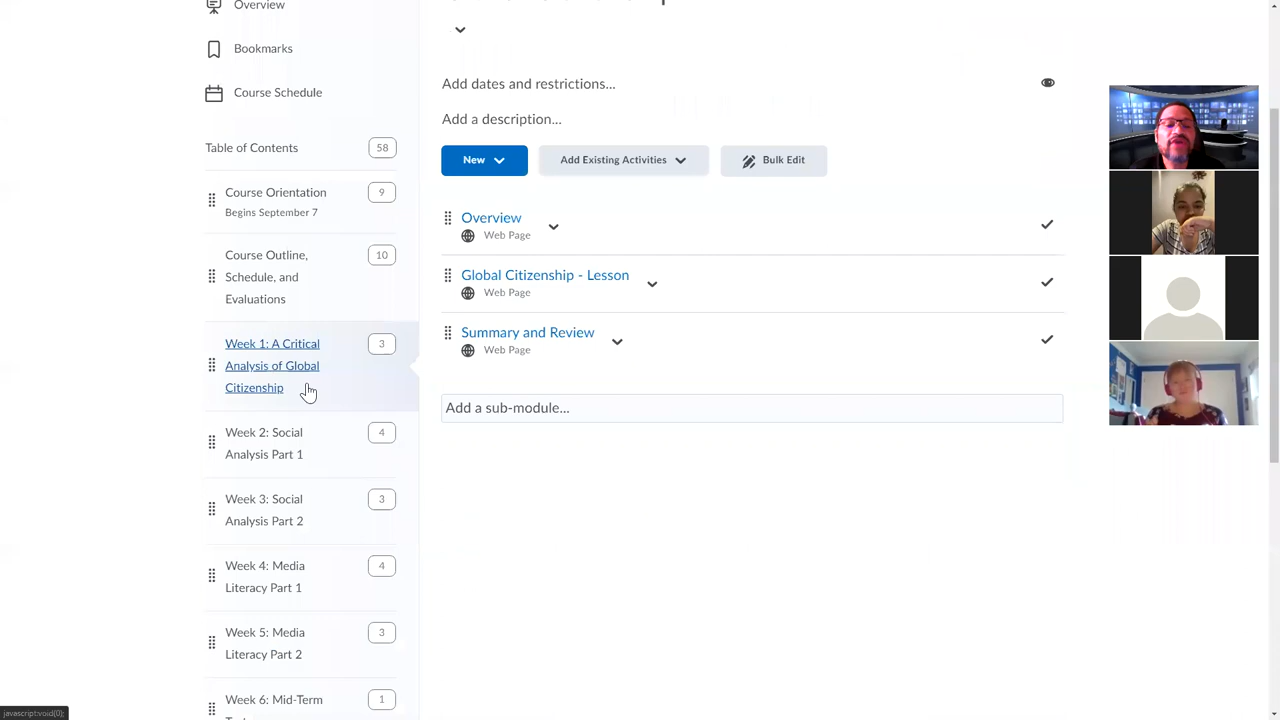 Overview
Bookmarks
Course Schedule
Table of Contents
58
Course Orientation
9
Begins September 7
Course Outline,
10
Schedule, and
Evaluations
Week 1: A Critical
3
Analysis of Global
Citizenship
Week 2: Social
4
Analysis Part 1
Week 3: Social
3
Analysis Part 2
Week 4: Media
4
Literacy Part 1
Week 5: Media
3
Literacy Part 2
Week 6: Mid-Term
1
Add dates and restrictions...
Add a description...
New
Add Existing Activities
Bulk Edit
Overview
Web Page
Global Citizenship - Lesson
Web Page
Summary and Review
Web Page
Add a sub-module...
javascript:void(0);